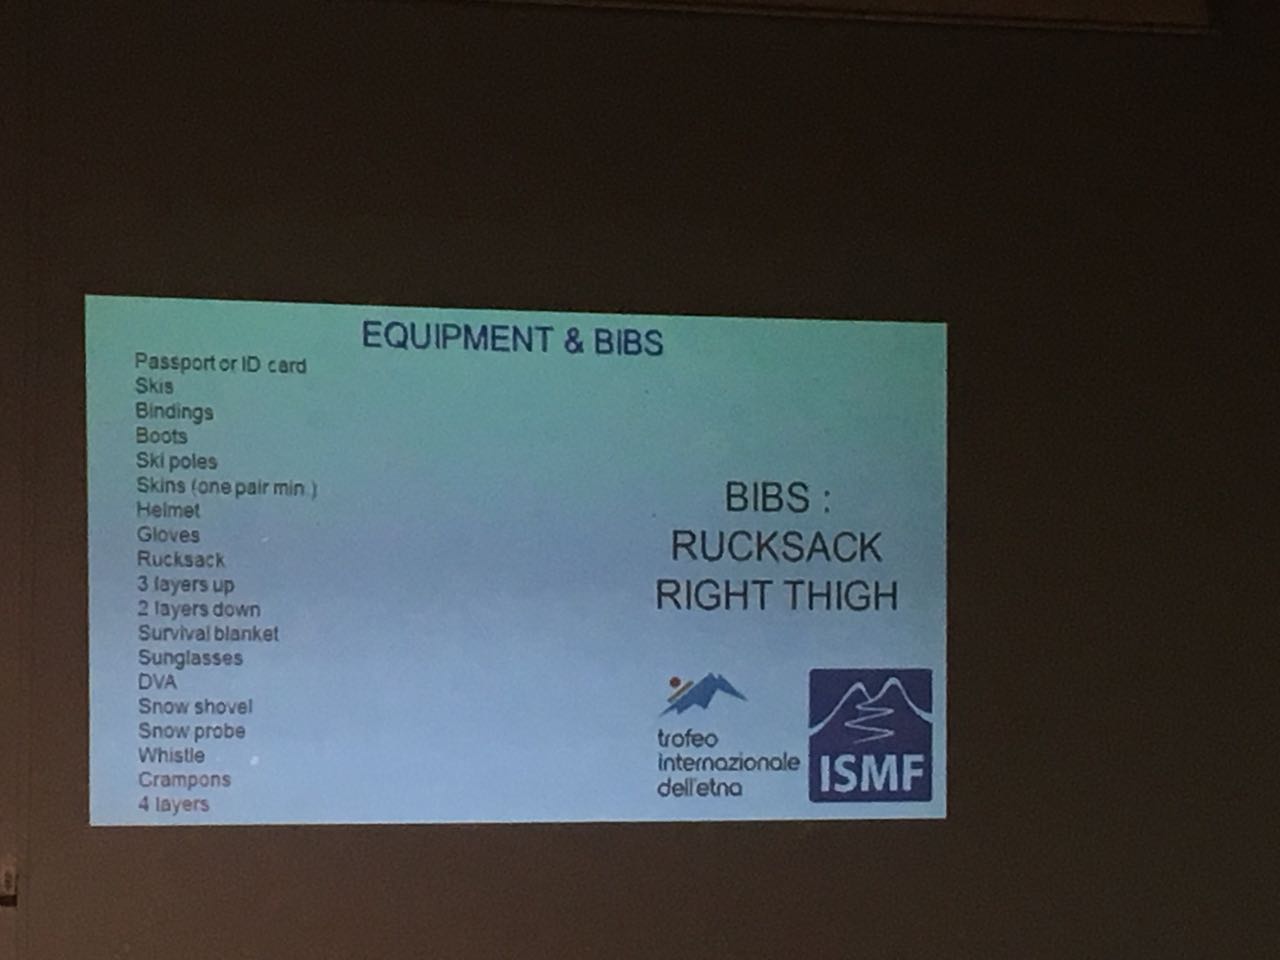 EQUIPMENT & BIBS
Passport or ID card
Skis
Bindings
Boots
Ski poles
Skins (one pair min.)
Helmet
Gloves
Rucksack
3 layers up
2 layers down
Survival blanket
Sunglasses
DVA
Snow shovel
Snow probe
Whistle
Crampons
4 layers
BIBS :
RUCKSACK
RIGHT THIGH
trofeo
internazionale
dell'etna
ISMF